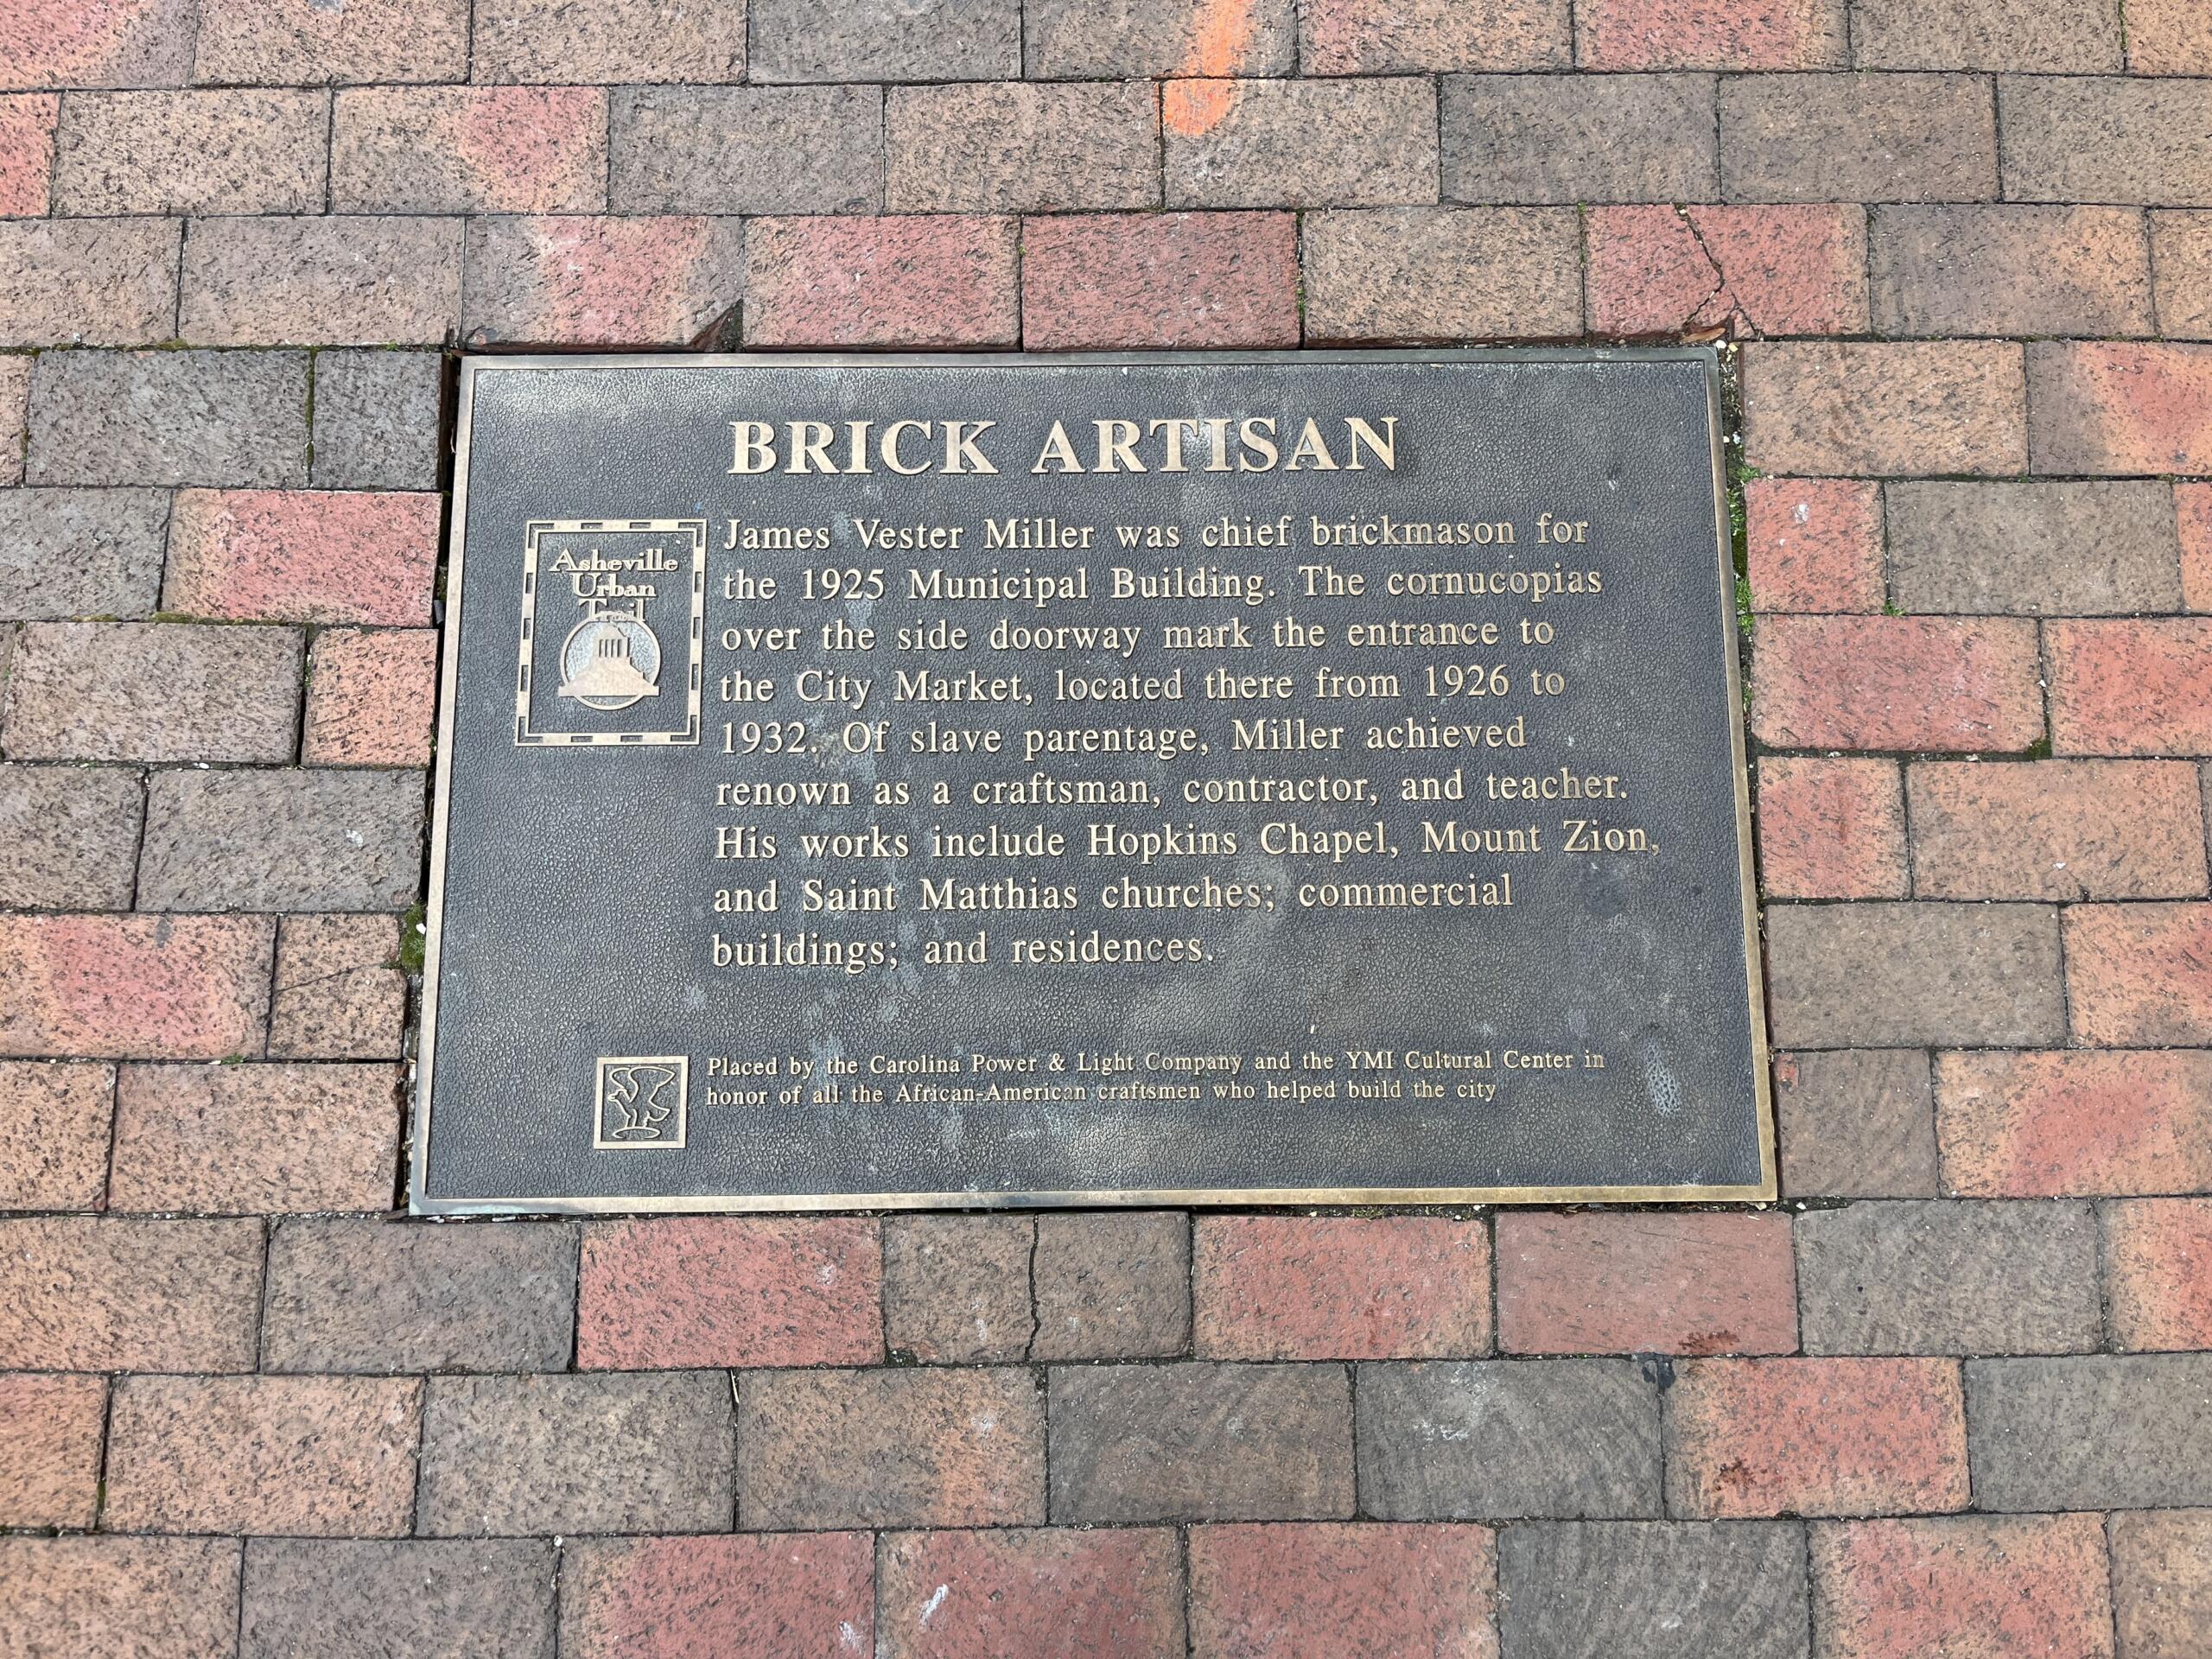 BRICK ARTISAN
Asheville
Urban
Trail
James Vester Miller was chief brickmason for
the 1925 Municipal Building. The cornucopias
over the side doorway mark the entrance to
the City Market, located there from 1926 to
1932. Of slave parentage, Miller achieved
renown as a craftsman, contractor, and teacher.
His works include Hopkins Chapel, Mount Zion,
and Saint Matthias churches; commercial
buildings; and residences.
Placed by the Carolina Power & Light Company and the YMI Cultural Center in
honor of all the African-American craftsmen who helped build the city